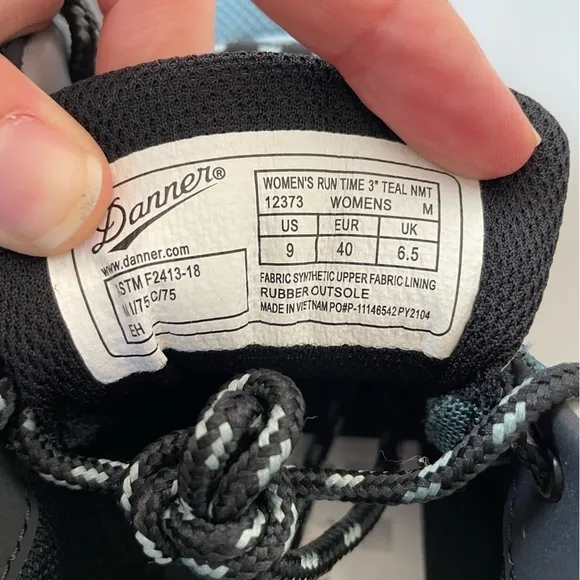 Danner®
www.danner.com
ASTM F2413-18
I/75 C/75
EH
WOMEN'S RUN TIME 3" TEAL NMT
12373 WOMENS M
US EUR UK
9 40 6.5
FABRIC SYNTHETIC UPPER FABRIC LINING
RUBBER OUTSOLE
MADE IN VIETNAM PO#P-11146542 PY2104